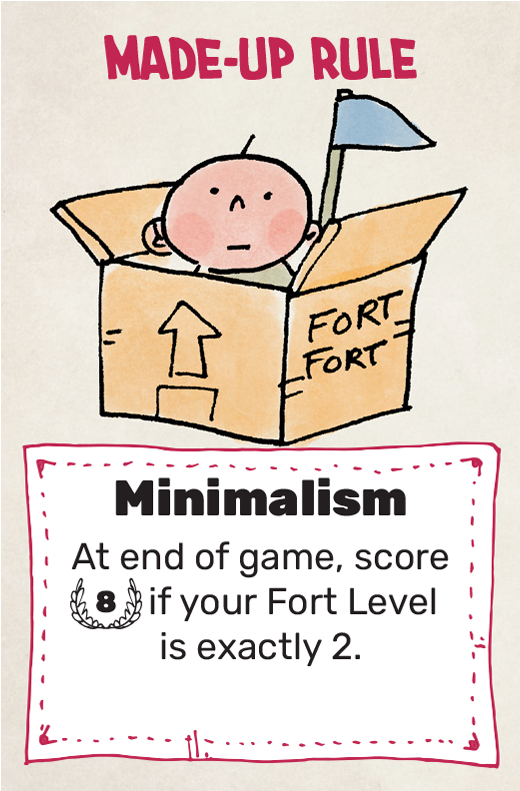 MADE-UP RULE
FORT
FORT
Minimalism
At end of game, score
8 if your Fort Level
is exactly 2.